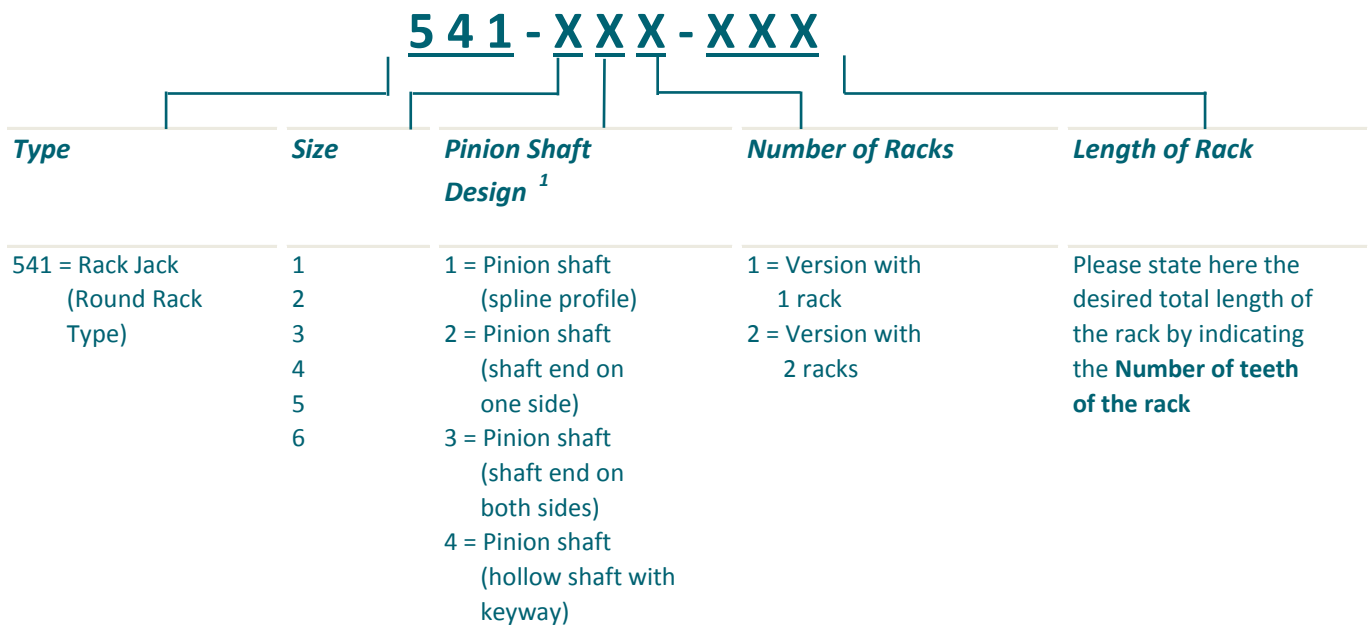 541-XXX-XXX
Type
Size
Pinion Shaft
Design 1
Number of Racks
Length of Rack
541 = Rack Jack
(Round Rack
Type)
1
2
3
4
5
6
1 = Pinion shaft
(spline profile)
2 = Pinion shaft
(shaft end on
one side)
3 = Pinion shaft
(shaft end on
both sides)
4 = Pinion shaft
(hollow shaft with
keyway)
1 = Version with
1 rack
2 = Version with
2 racks
Please state here the
desired total length of
the rack by indicating
the Number of teeth
of the rack